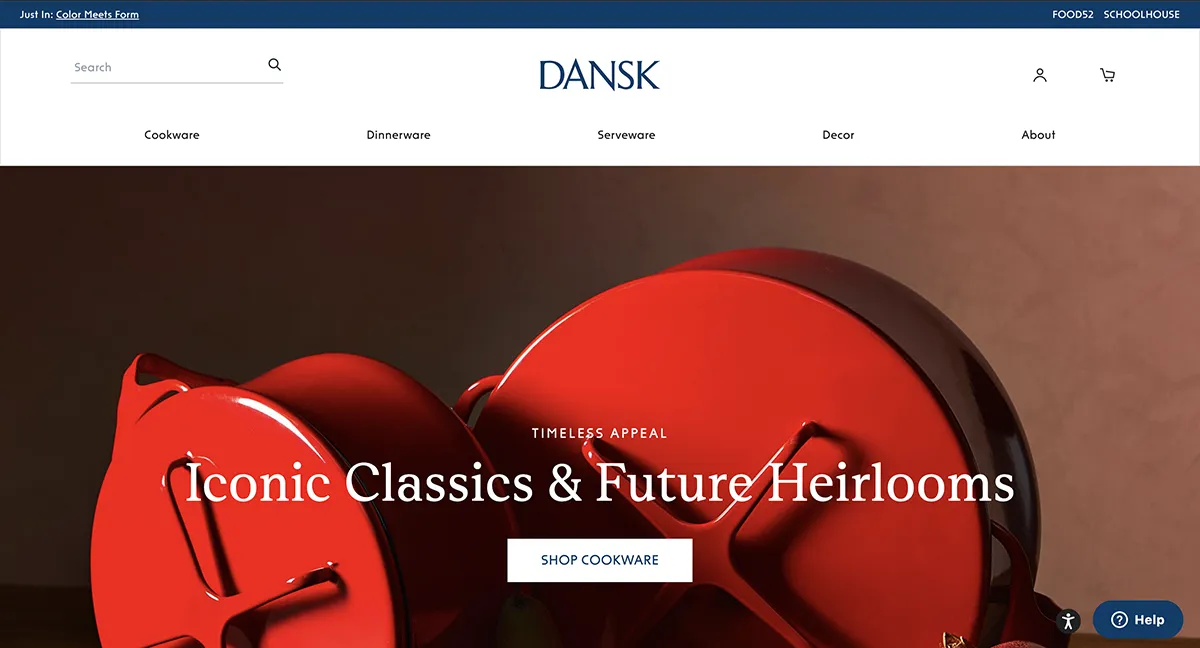 Just In: Color Meets Form
FOOD52 SCHOOLHOUSE
Search
DANSK
Cookware Dinnerware Serveware Decor About
TIMELESS APPEAL
Iconic Classics & Future Heirlooms
SHOP COOKWARE
Help